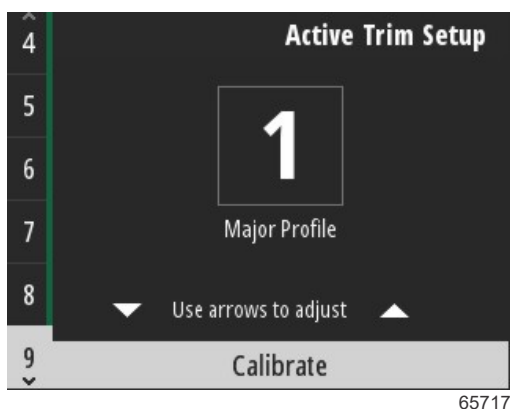 Active Trim Setup
4
5
6
7
8
9
1
Major Profile
Use arrows to adjust
Calibrate
65717